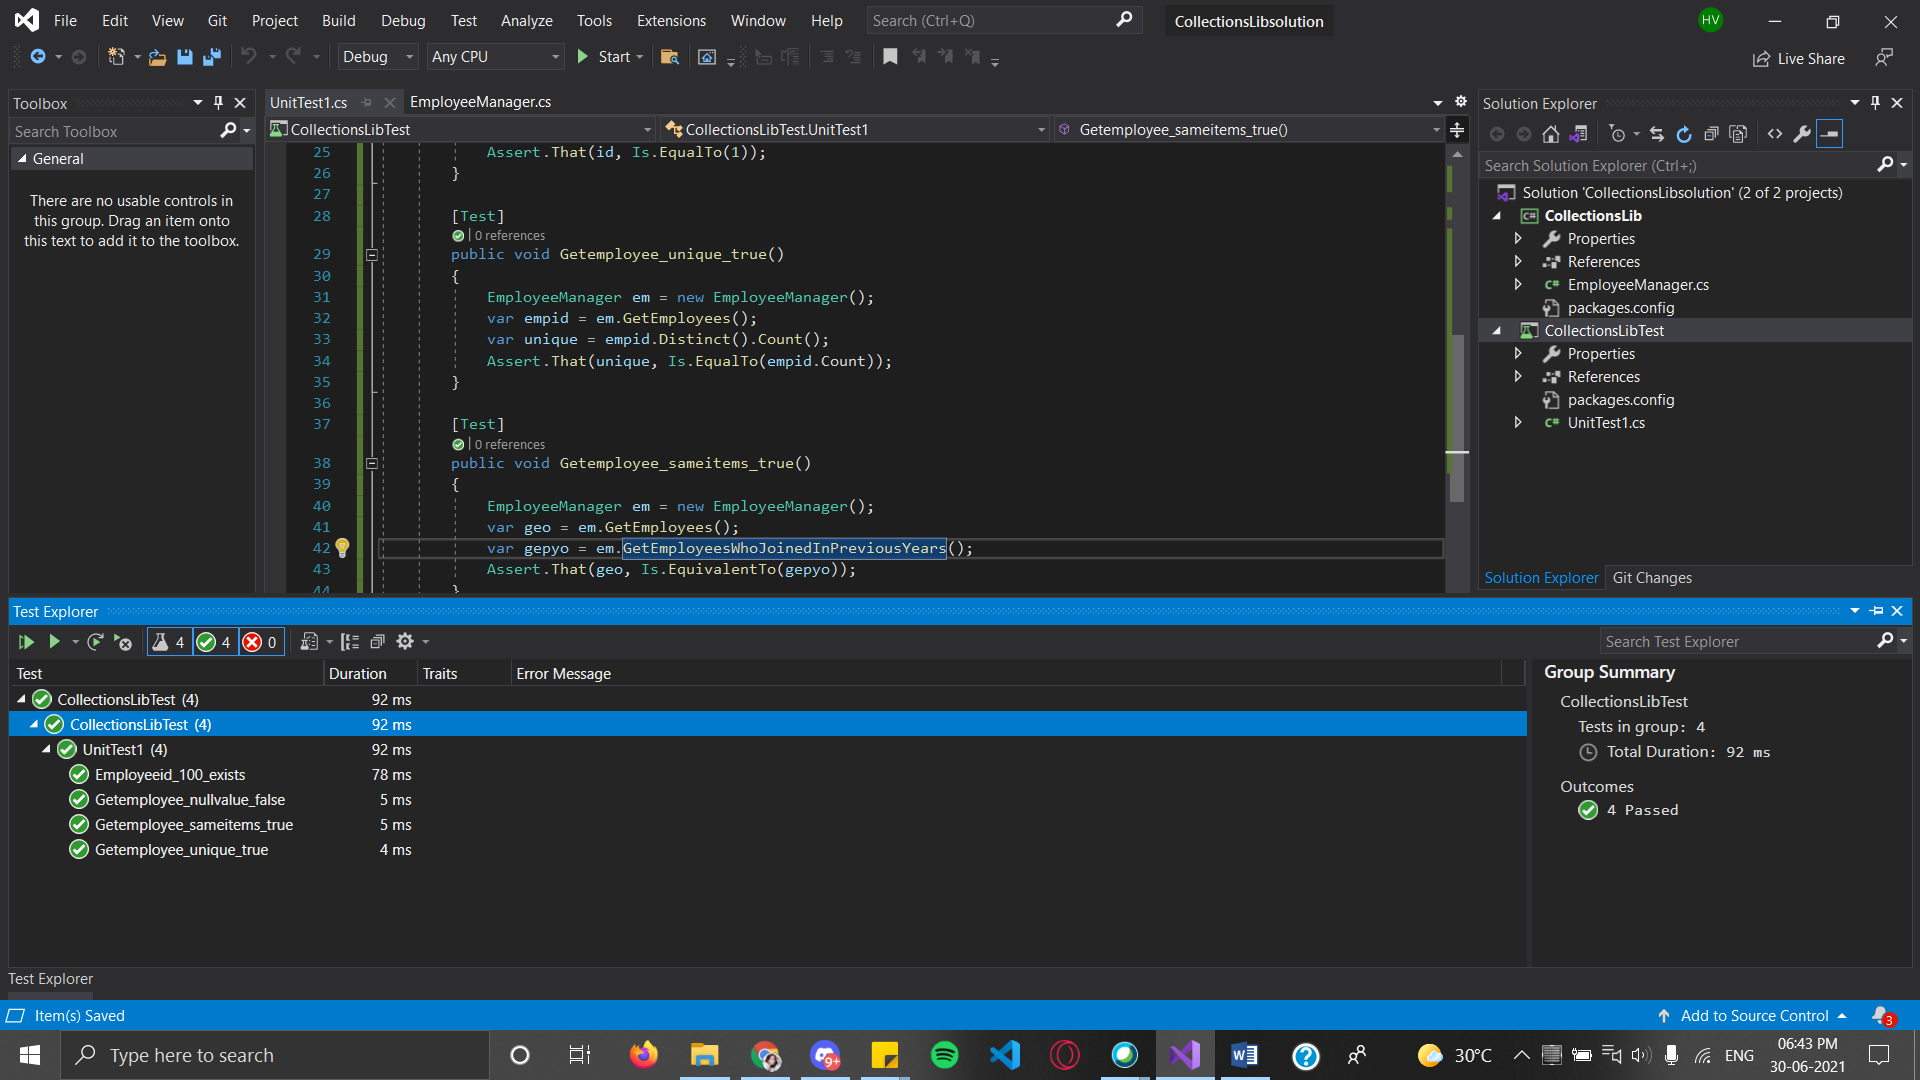 File Edit View Git Project Build Debug Test Analyze Tools Extensions Window Help Search (Ctrl+Q) CollectionsLibsolution HV
Debug Any CPU Start Live Share
Toolbox
Search Toolbox
General
There are no usable controls in
this group. Drag an item onto
this text to add it to the toolbox.
UnitTest1.cs EmployeeManager.cs
CollectionsLibTest CollectionsLibTest.UnitTest1 Getemployee_sameitems_true()
25 Assert.That(id, Is.EqualTo(1));
26 }
27
28 [Test]
0 references
29 public void Getemployee_unique_true()
30 {
31 EmployeeManager em = new EmployeeManager();
32 var empid = em.GetEmployees();
33 var unique = empid.Distinct().Count();
34 Assert.That(unique, Is.EqualTo(empid.Count));
35 }
36
37 [Test]
0 references
38 public void Getemployee_sameitems_true()
39 {
40 EmployeeManager em = new EmployeeManager();
41 var geo = em.GetEmployees();
42 var gepyo = em.GetEmployeesWhoJoinedInPreviousYears();
43 Assert.That(geo, Is.EquivalentTo(gepyo));
44 }
Solution Explorer
Search Solution Explorer (Ctrl+;)
Solution 'CollectionsLibsolution' (2 of 2 projects)
CollectionsLib
Properties
References
EmployeeManager.cs
packages.config
CollectionsLibTest
Properties
References
packages.config
UnitTest1.cs
Solution Explorer Git Changes
Test Explorer
4 4 0 Search Test Explorer
Test Duration Traits Error Message
CollectionsLibTest (4) 92 ms
CollectionsLibTest (4) 92 ms
UnitTest1 (4) 92 ms
Employeeid_100_exists 78 ms
Getemployee_nullvalue_false 5 ms
Getemployee_sameitems_true 5 ms
Getemployee_unique_true 4 ms
Group Summary
CollectionsLibTest
Tests in group: 4
Total Duration: 92 ms
Outcomes
4 Passed
Test Explorer
Item(s) Saved Add to Source Control 3
Type here to search 9+ 30°C ENG 06:43 PM
30-06-2021